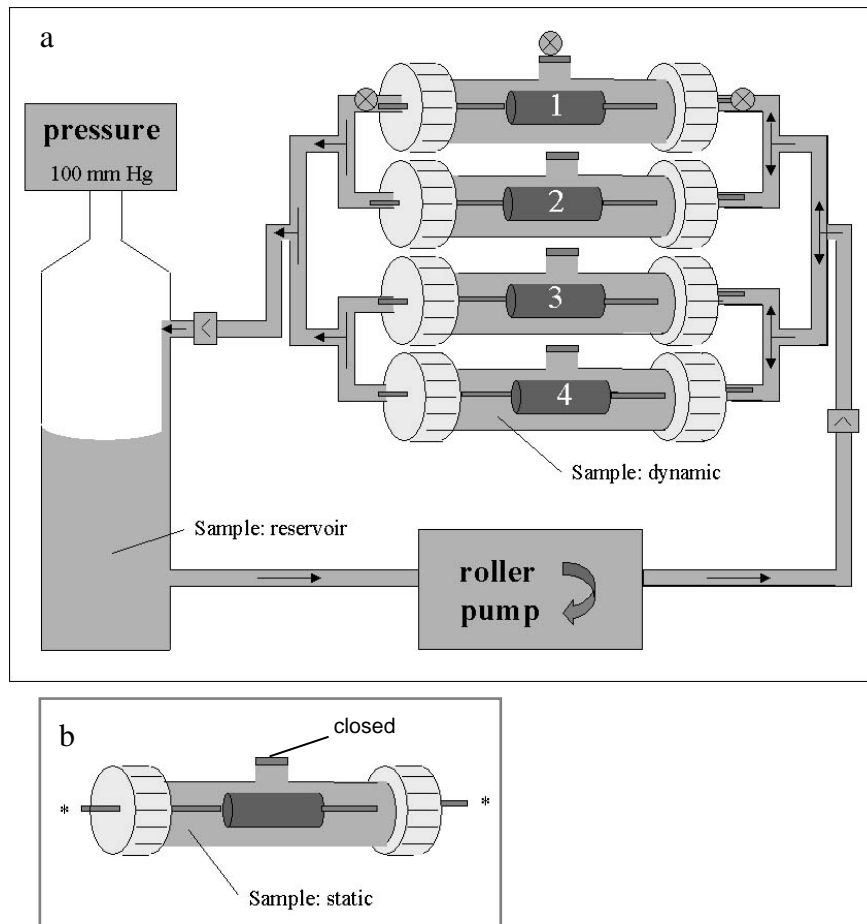 a
pressure
100 mm Hg
1
2
3
4
Sample: dynamic
Sample: reservoir
roller
pump
b
closed
*
*
Sample: static